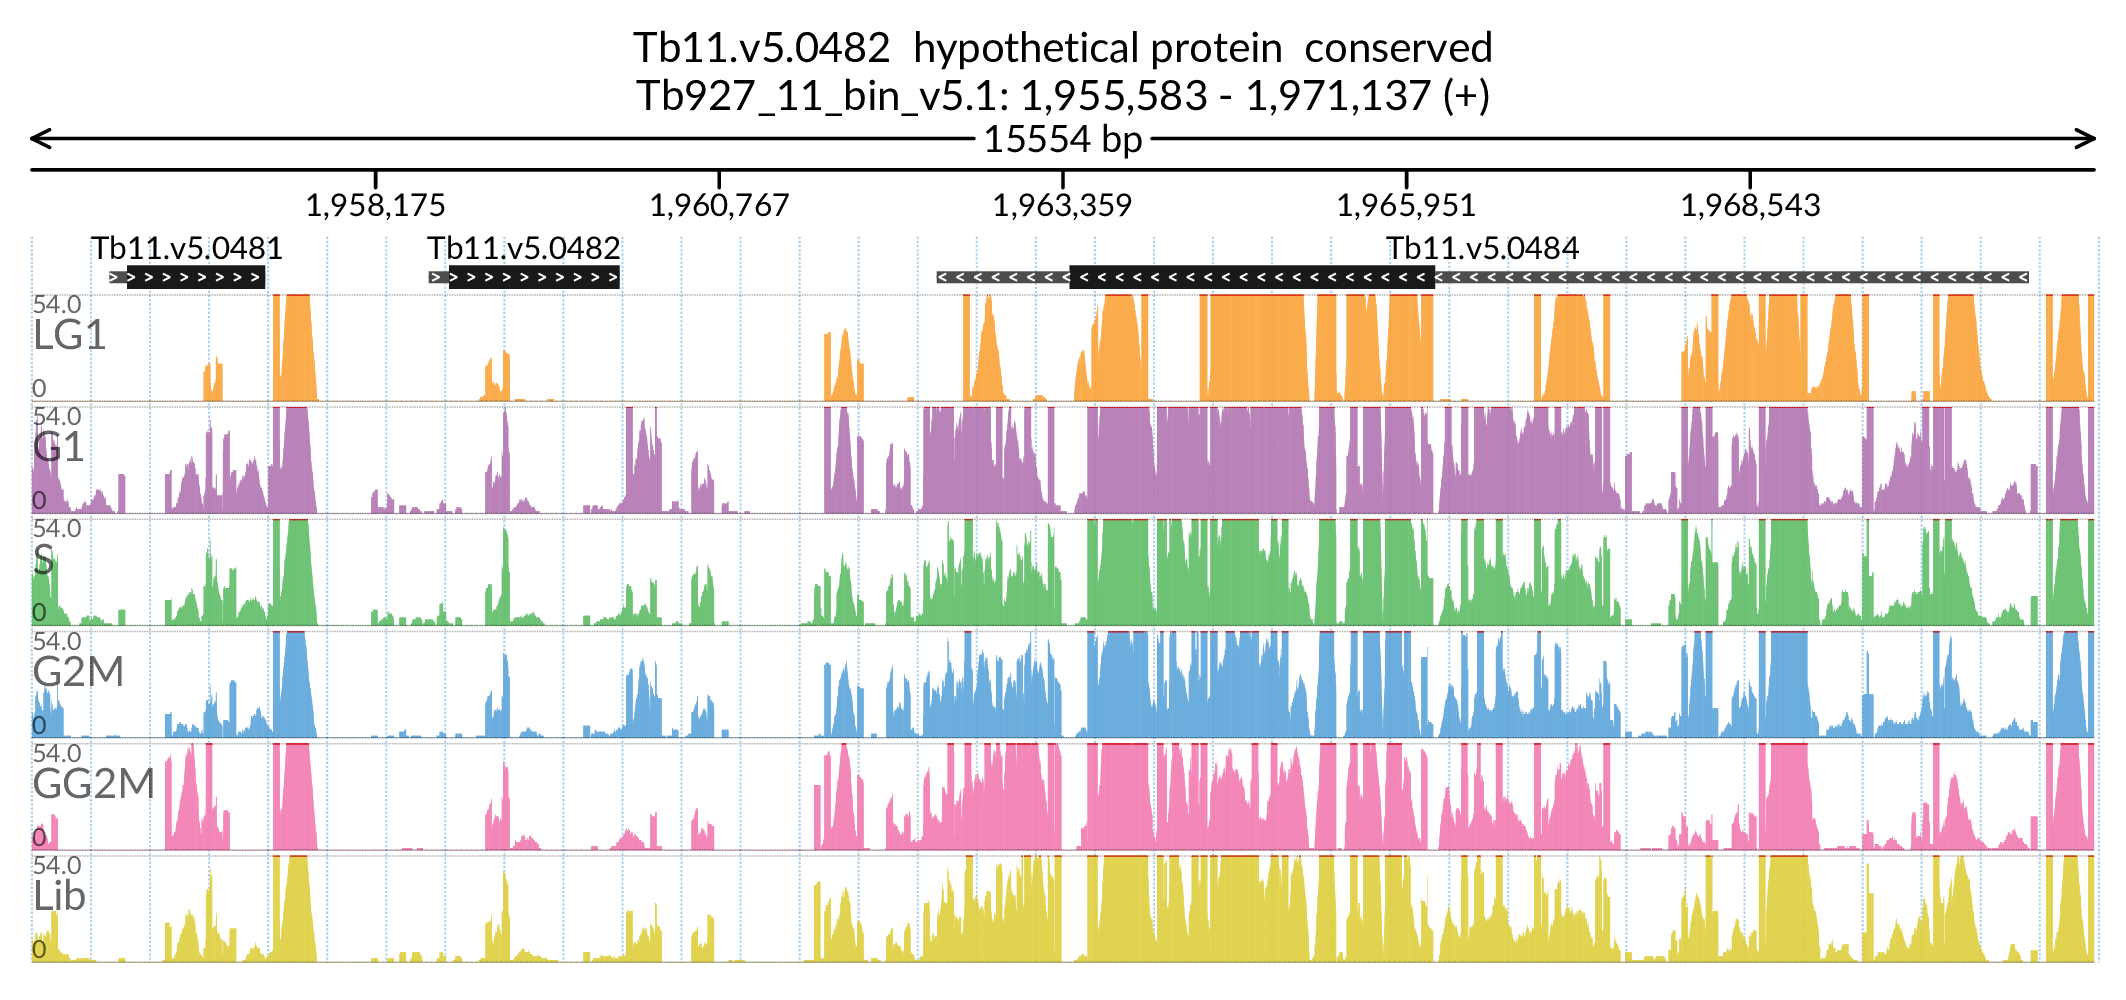 Tb11.v5.0482 hypothetical protein conserved
Tb927_11_bin_v5.1: 1,955,583 - 1,971,137 (+)
15554 bp
1,958,175 1,960,767 1,963,359 1,965,951 1,968,543
Tb11.v5.0481 Tb11.v5.0482 Tb11.v5.0484
54.0
LG1
0
54.0
G1
0
54.0
S
0
54.0
G2M
0
54.0
GG2M
0
54.0
Lib
0